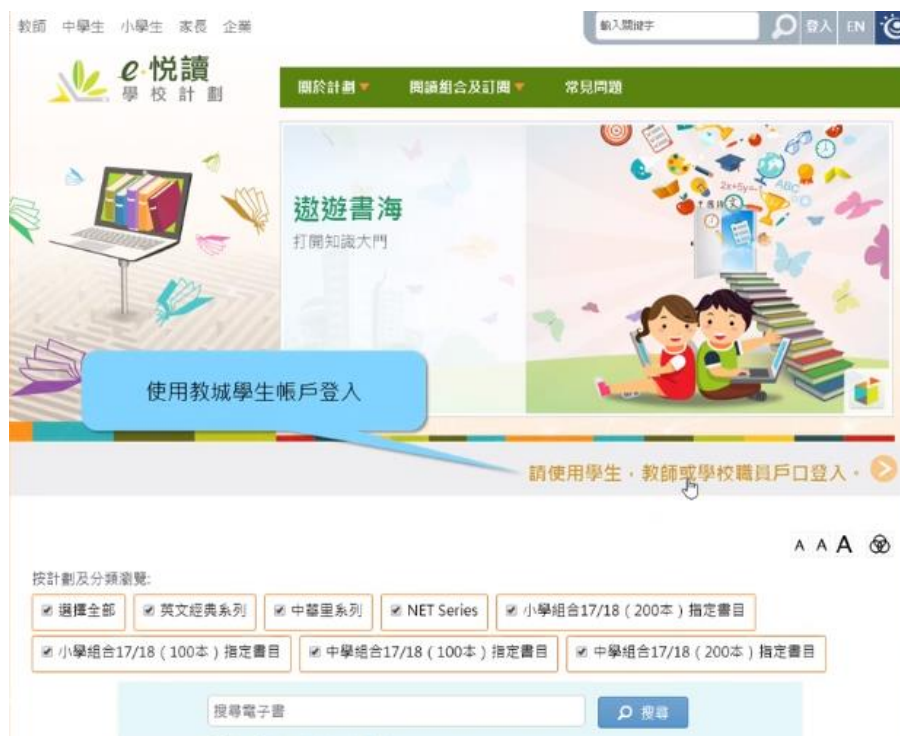 教師 中學生 小學生 家長 企業
輸入關鍵字
登入 EN
e·悅讀
學校計劃
關於計劃 閱讀組合及訂閱 常見問題
遨遊書海
打開知識大門
2x+5y=
ABC
使用教城學生帳戶登入
請使用學生，教師或學校職員戶口登入。
A A A
按計劃及分類瀏覽:
選擇全部 英文經典系列 中華里系列 NET Series 小學組合17/18（200本）指定書目
小學組合17/18（100本）指定書目 中學組合17/18（100本）指定書目 中學組合17/18（200本）指定書目
搜尋電子書 搜尋